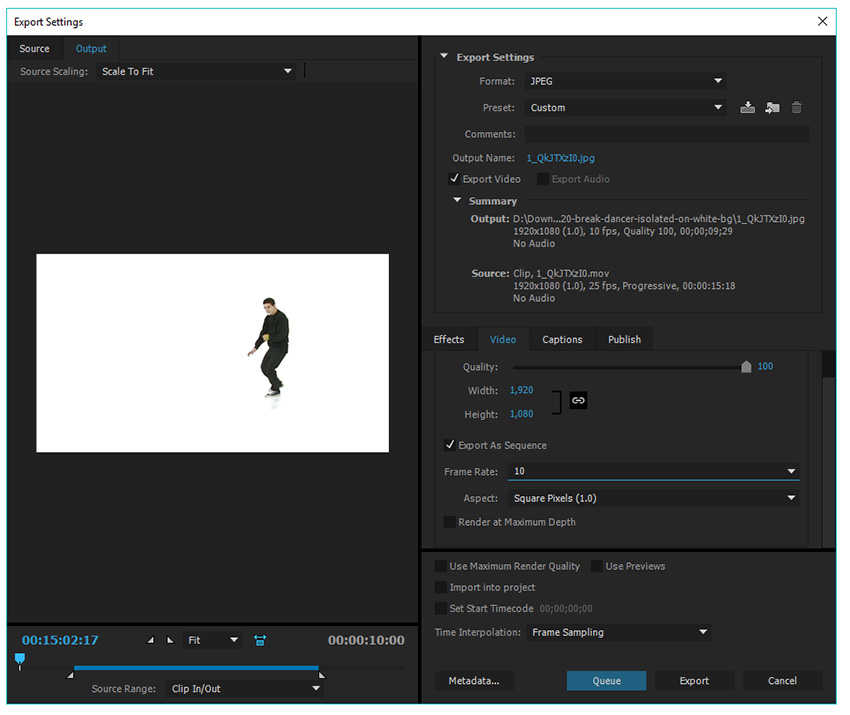 Export Settings
Source Output
Source Scaling: Scale To Fit
Export Settings
Format: JPEG
Preset: Custom
Comments:
Output Name: 1_QkJTXzI0.jpg
Export Video Export Audio
Summary
Output: D:\Down...20-break-dancer-isolated-on-white-bg\1_QkJTXzI0.jpg
1920x1080 (1.0), 10 fps, Quality 100, 00;00;09;29
No Audio
Source: Clip, 1_QkJTXzI0.mov
1920x1080 (1.0), 25 fps, Progressive, 00:00:15:18
No Audio
Effects Video Captions Publish
Quality: 100
Width: 1,920
Height: 1,080
Export As Sequence
Frame Rate: 10
Aspect: Square Pixels (1.0)
Render at Maximum Depth
Use Maximum Render Quality Use Previews
Import into project
Set Start Timecode 00;00;00;00
Time Interpolation: Frame Sampling
00:15:02:17 Fit 00:00:10:00
Source Range: Clip In/Out
Metadata... Queue Export Cancel